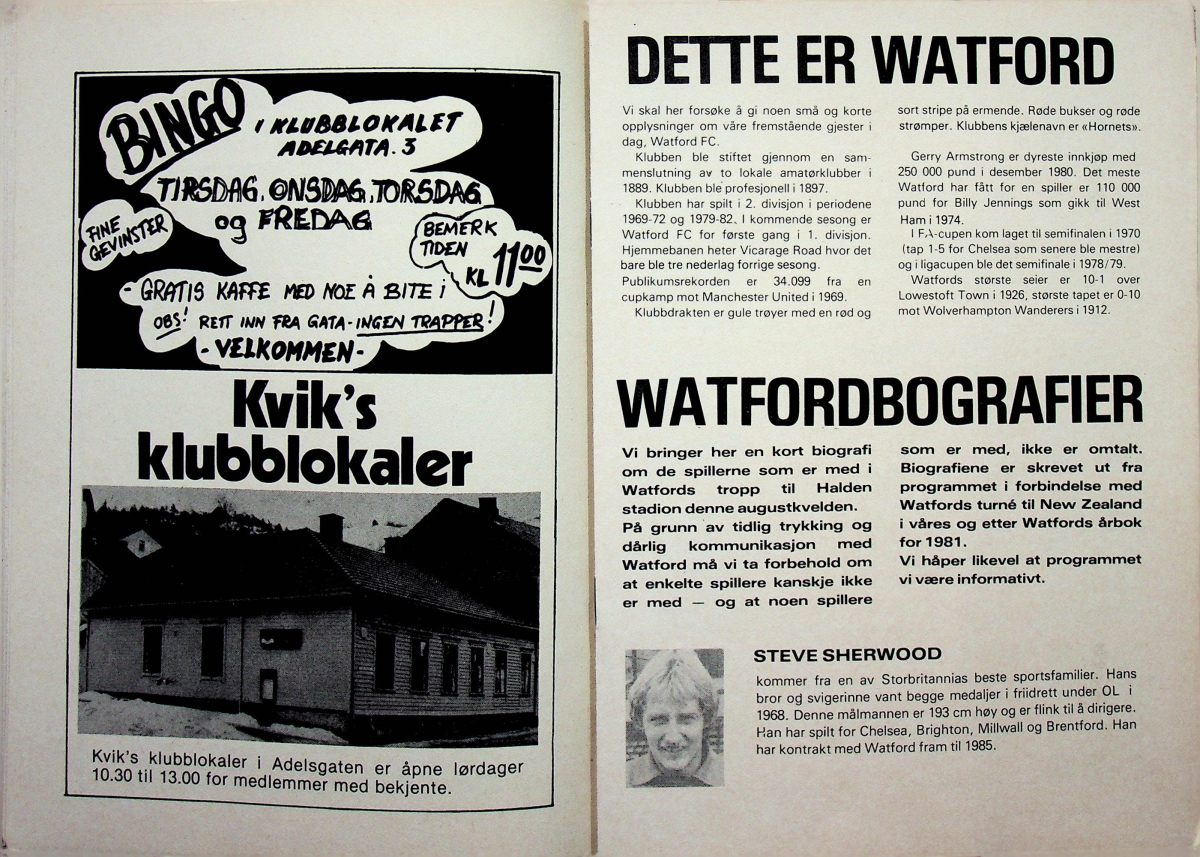 BINGO
I KLUBBLOKALET
ADELGATA. 3
TIRSDAG, ONSDAG, TORSDAG
og FREDAG
FINE
GEVINSTER
BEMERK
TIDEN
KL 11.00
- GRATIS KAFFE MED NOE Å BITE i
OBS! RETT INN FRA GATA - INGEN TRAPPER!
- VELKOMMEN -
Kvik's
klubblokaler
Kvik's klubblokaler i Adelsgaten er åpne lørdager
10.30 til 13.00 for medlemmer med bekjente.
DETTE ER WATFORD
Vi skal her forsøke å gi noen små og korte
opplysninger om våre fremstående gjester i
dag, Watford FC.
Klubben ble stiftet gjennom en sam-
menslutning av to lokale amatørklubber i
1889. Klubben ble profesjonell i 1897.
Klubben har spilt i 2. divisjon i periodene
1969-72 og 1979-82. I kommende sesong er
Watford FC for første gang i 1. divisjon.
Hjemmebanen heter Vicarage Road hvor det
bare ble tre nederlag forrige sesong.
Publikumsrekorden er 34.099 fra en
cupkamp mot Manchester United i 1969.
Klubbdrakten er gule trøyer med en rød og
sort stripe på ermende. Røde bukser og røde
strømper. Klubbens kjælenavn er «Hornets».
Gerry Armstrong er dyreste innkjøp med
250 000 pund i desember 1980. Det meste
Watford har fått for en spiller er 110 000
pund for Billy Jennings som gikk til West
Ham i 1974.
I FA-cupen kom laget til semifinalen i 1970
(tap 1-5 for Chelsea som senere ble mestre)
og i ligacupen ble det semifinale i 1978/79.
Watfords største seier er 10-1 over
Lowestoft Town i 1926, største tapet er 0-10
mot Wolverhampton Wanderers i 1912.
WATFORDBOGRAFIER
Vi bringer her en kort biografi
om de spillerne som er med i
Watfords tropp til Halden
stadion denne augustkvelden.
På grunn av tidlig trykking og
dårlig kommunikasjon med
Watford må vi ta forbehold om
at enkelte spillere kanskje ikke
er med — og at noen spillere
som er med, ikke er omtalt.
Biografiene er skrevet ut fra
programmet i forbindelse med
Watfords turné til New Zealand
i våres og etter Watfords årbok
for 1981.
Vi håper likevel at programmet
vi være informativt.
STEVE SHERWOOD
kommer fra en av Storbritannias beste sportsfamilier. Hans
bror og svigerinne vant begge medaljer i friidrett under OL i
1968. Denne målmannen er 193 cm høy og er flink til å dirigere.
Han har spilt for Chelsea, Brighton, Millwall og Brentford. Han
har kontrakt med Watford fram til 1985.